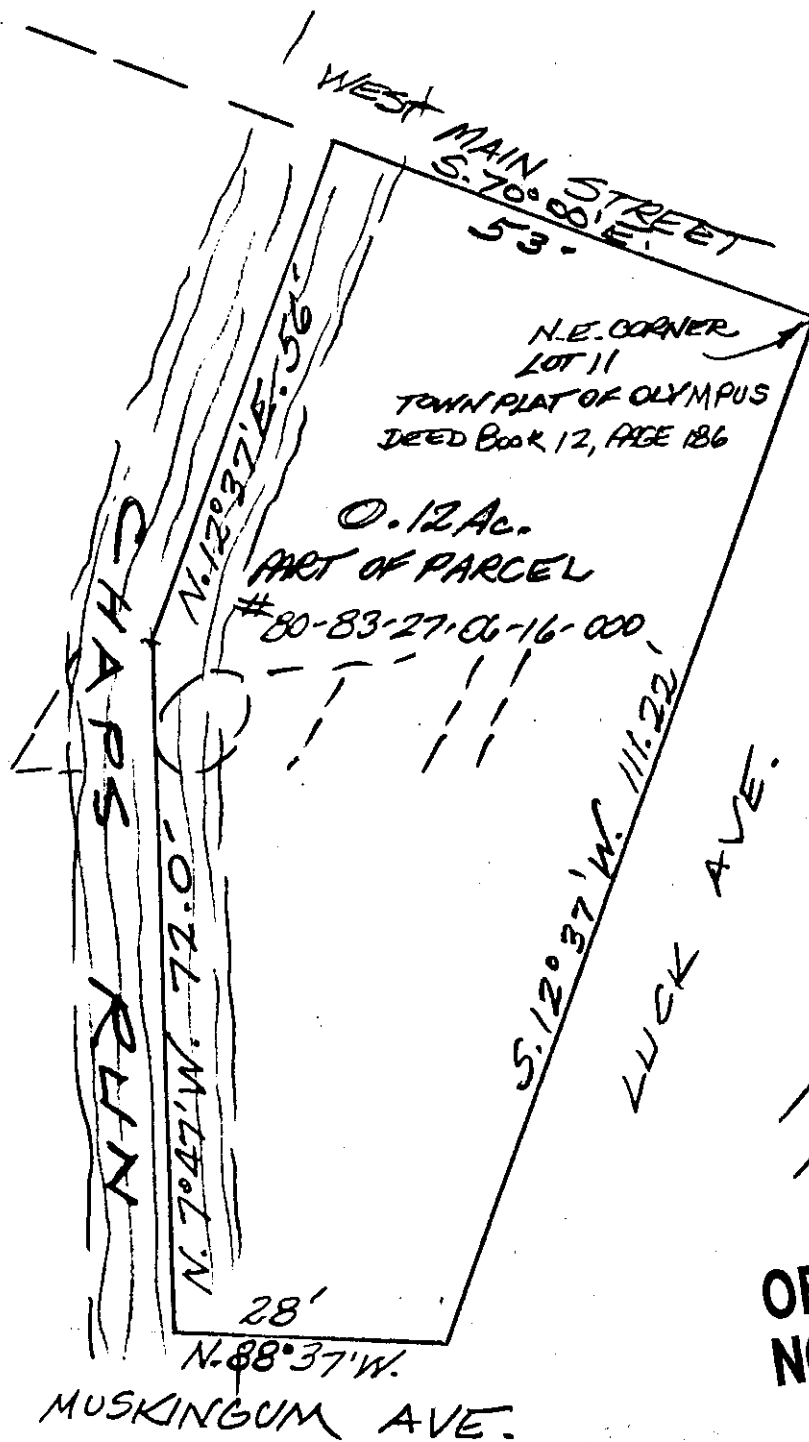 WEST MAIN STREET
S. 70° 00' E.
53'
N.E. CORNER
LOT 11
TOWN PLAT OF OLYMPUS
DEED BOOK 12, PAGE 186
N. 12° 37' E. 56'
0.12 Ac.
PART OF PARCEL
# 80-83-27-06-16-000
CHAPS RUN
N. 7° 47' W. 72.0'
S. 12° 37' W. 111.22'
LUCK AVE.
28'
N. 88° 37' W.
MUSKINGUM AVE.